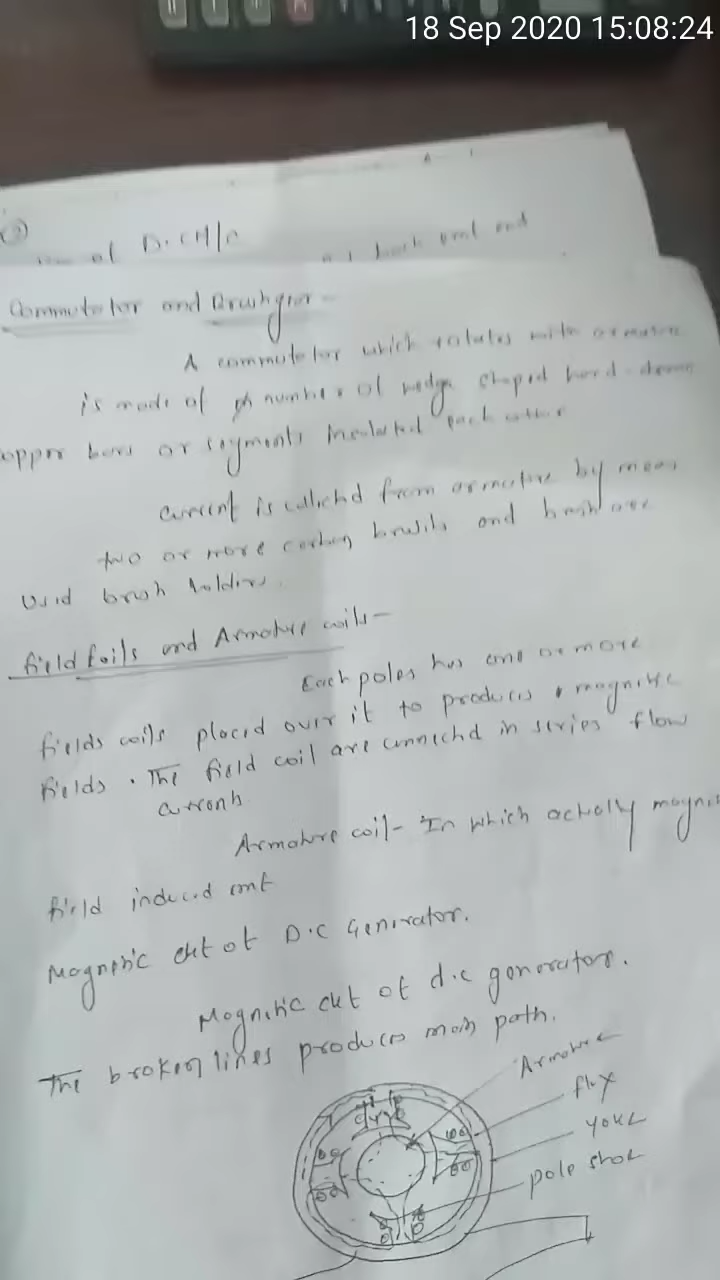 18 Sep 2020 15:08:24
of D.C M/c
Commutator and Brushgear-
A commutator which rotates with armature
is made of numbers of wedge shaped hard-drawn
copper bars or segments insulated each other
current is collected from armature by mean
two or more carbon brushes and brush are
used brush holders.
field Coils and Armature coils-
Each poles has one or more
fields coils placed over it to produces magnetic
fields. The field coil are connected in series flow
currents
Armature coil- In which actually magnet
field induced emf
Magnetic ckt of D.C Generator.
Magnetic ckt of d.c generators.
The broken lines produces main path.
Armature
flux
yoke
pole shoe